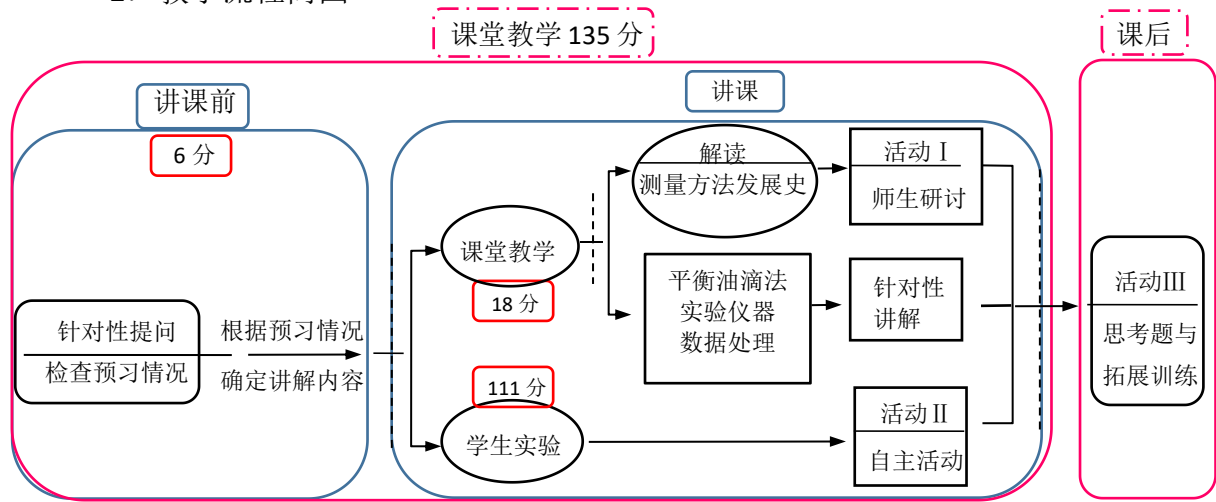 课堂教学 135 分
课后
讲课前
讲课
6 分
解读
测量方法发展史
活动 Ⅰ
师生研讨
课堂教学
18 分
平衡油滴法
实验仪器
数据处理
针对性
讲解
针对性提问
检查预习情况
根据预习情况
确定讲解内容
活动Ⅲ
思考题与
拓展训练
111 分
学生实验
活动 Ⅱ
自主活动